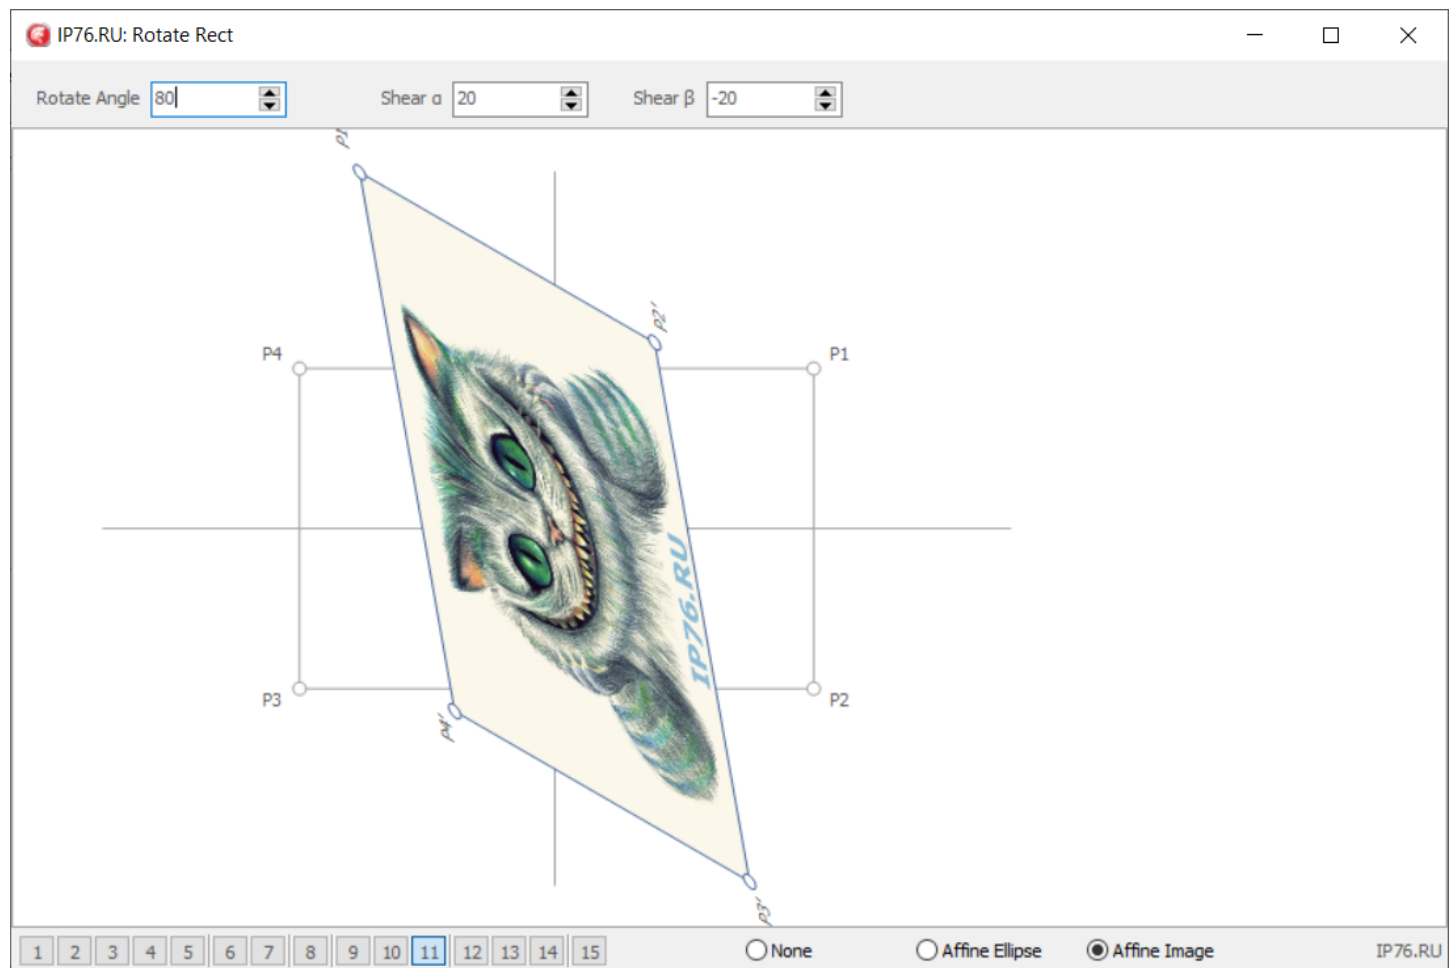 IP76.RU: Rotate Rect
Rotate Angle 80 Shear α 20 Shear β -20
P1'
P2'
P4 P1
IP76.RU
P3 P2
P4'
P3'
1 2 3 4 5 6 7 8 9 10 11 12 13 14 15 None Affine Ellipse Affine Image IP76.RU